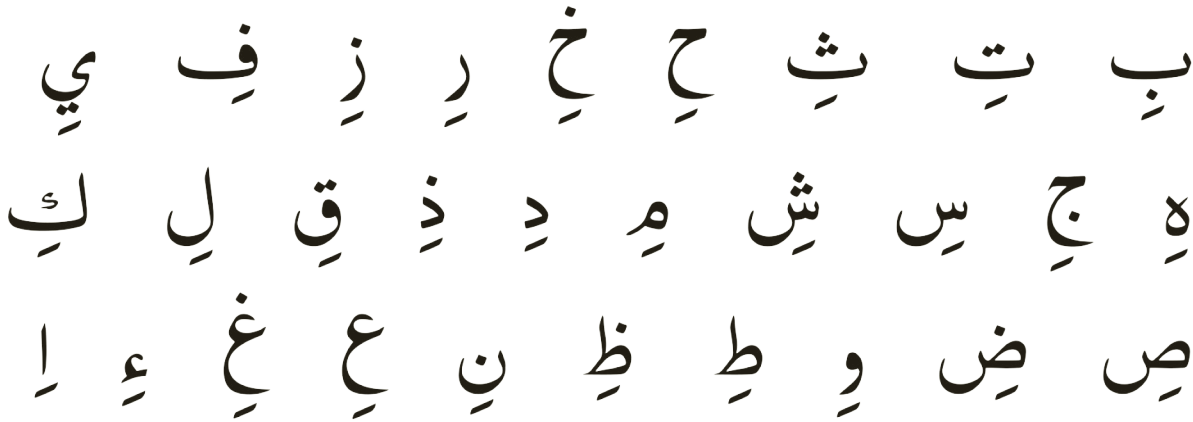 بِ تِ ثِ حِ خِ رِ زِ فِ يِ
هِ جِ سِ شِ مِ دِ ذِ قِ لِ كِ
صِ ضِ وِ طِ ظِ نِ عِ غِ ءِ اِ